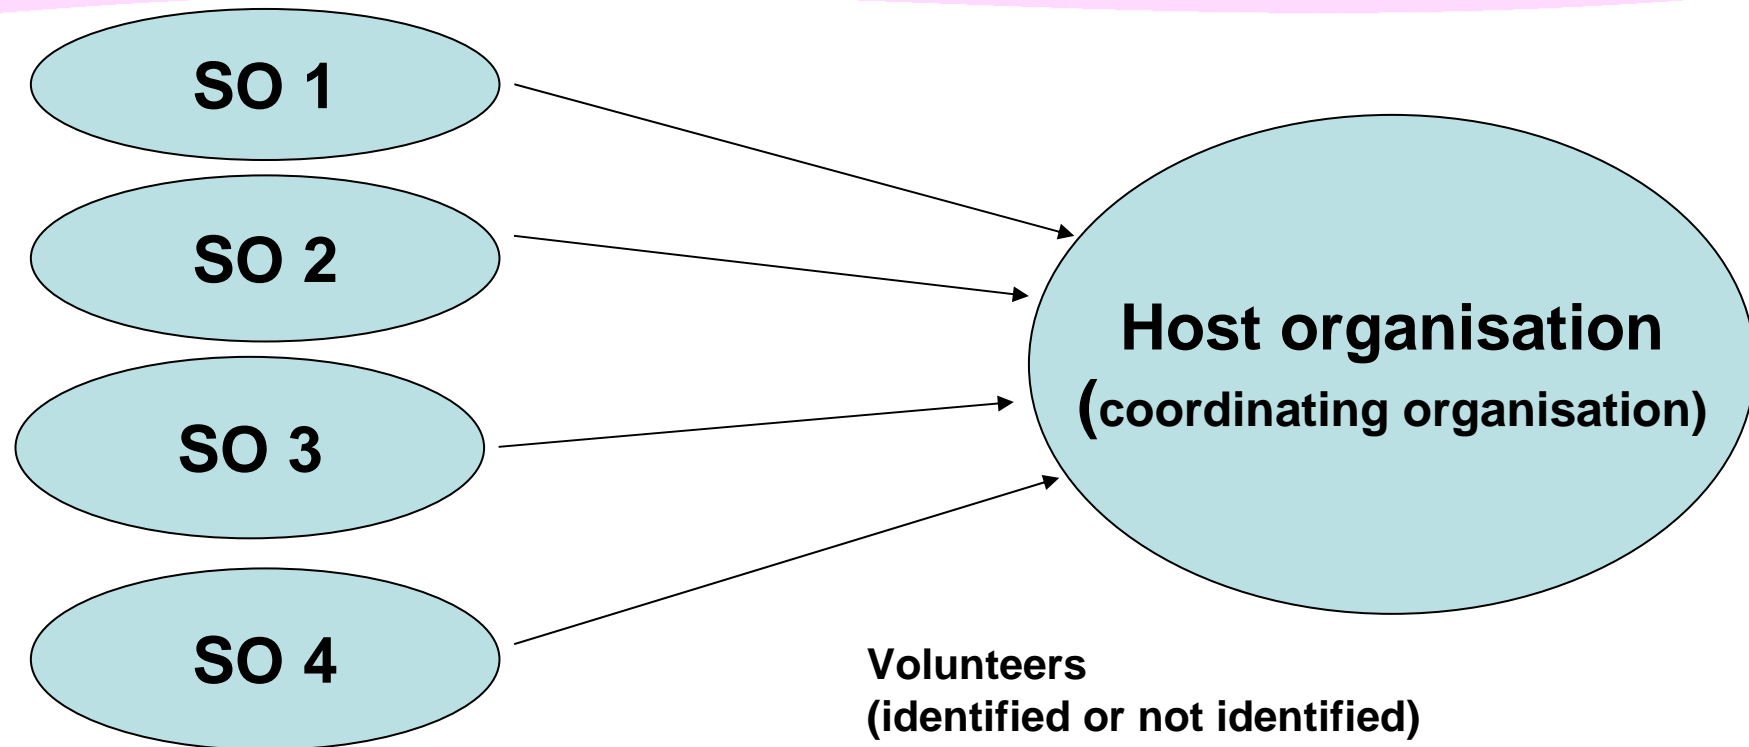 SO 1
SO 2
SO 3
SO 4
Host organisation
(coordinating organisation)
Volunteers
(identified or not identified)